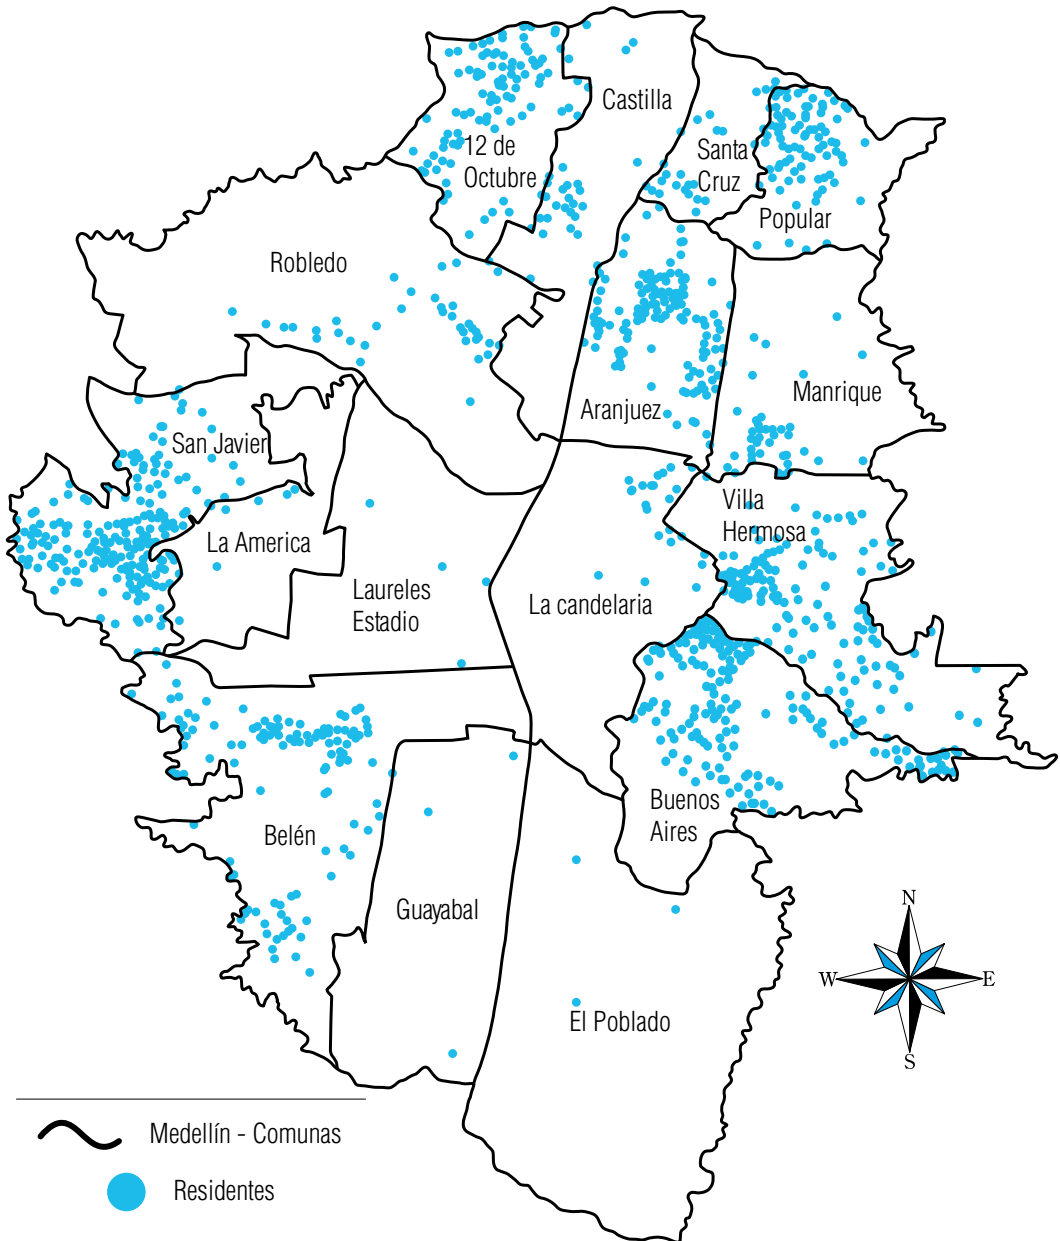 Castilla
12 de
Octubre
Santa
Cruz
Popular
Robledo
Manrique
Aranjuez
San Javier
Villa
Hermosa
La America
Laureles
Estadio
La candelaria
Buenos
Aires
Belén
Guayabal
El Poblado
N
W
E
S
Medellín - Comunas
Residentes